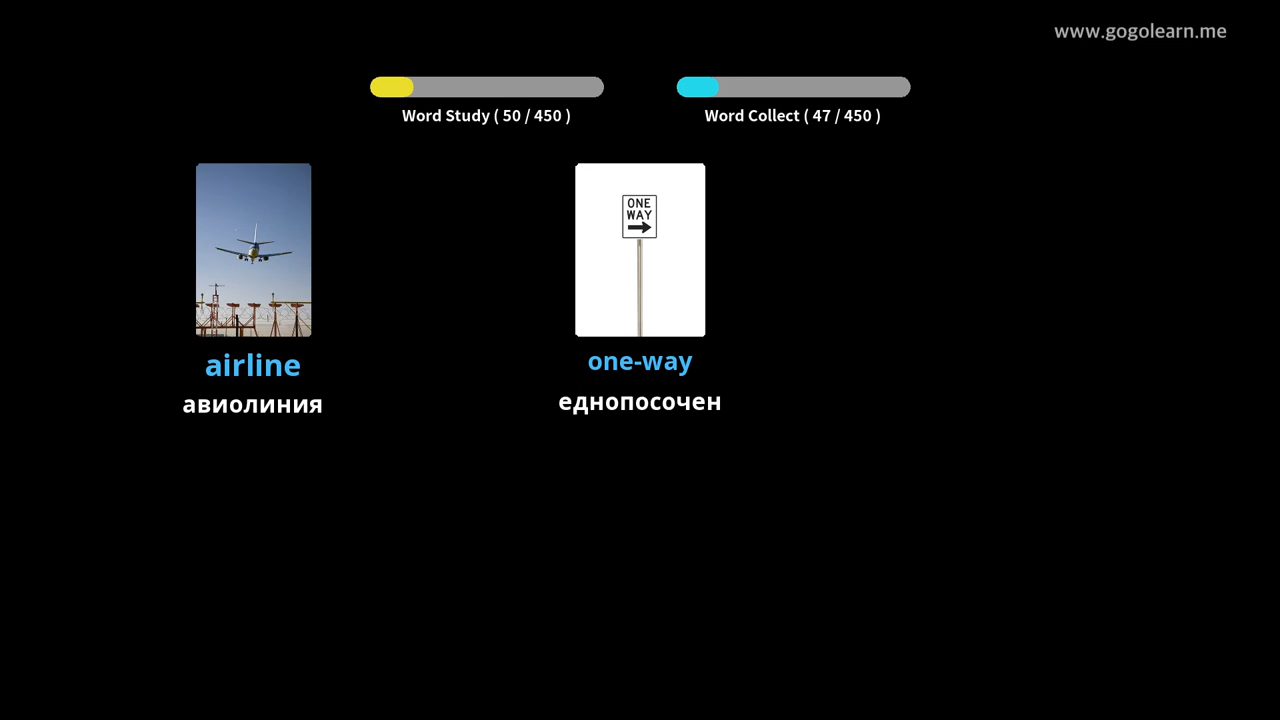 www.gogolearn.me
Word Study ( 50 / 450 )
Word Collect ( 47 / 450 )
ONE
WAY
airline
авиолиния
one-way
еднопосочен